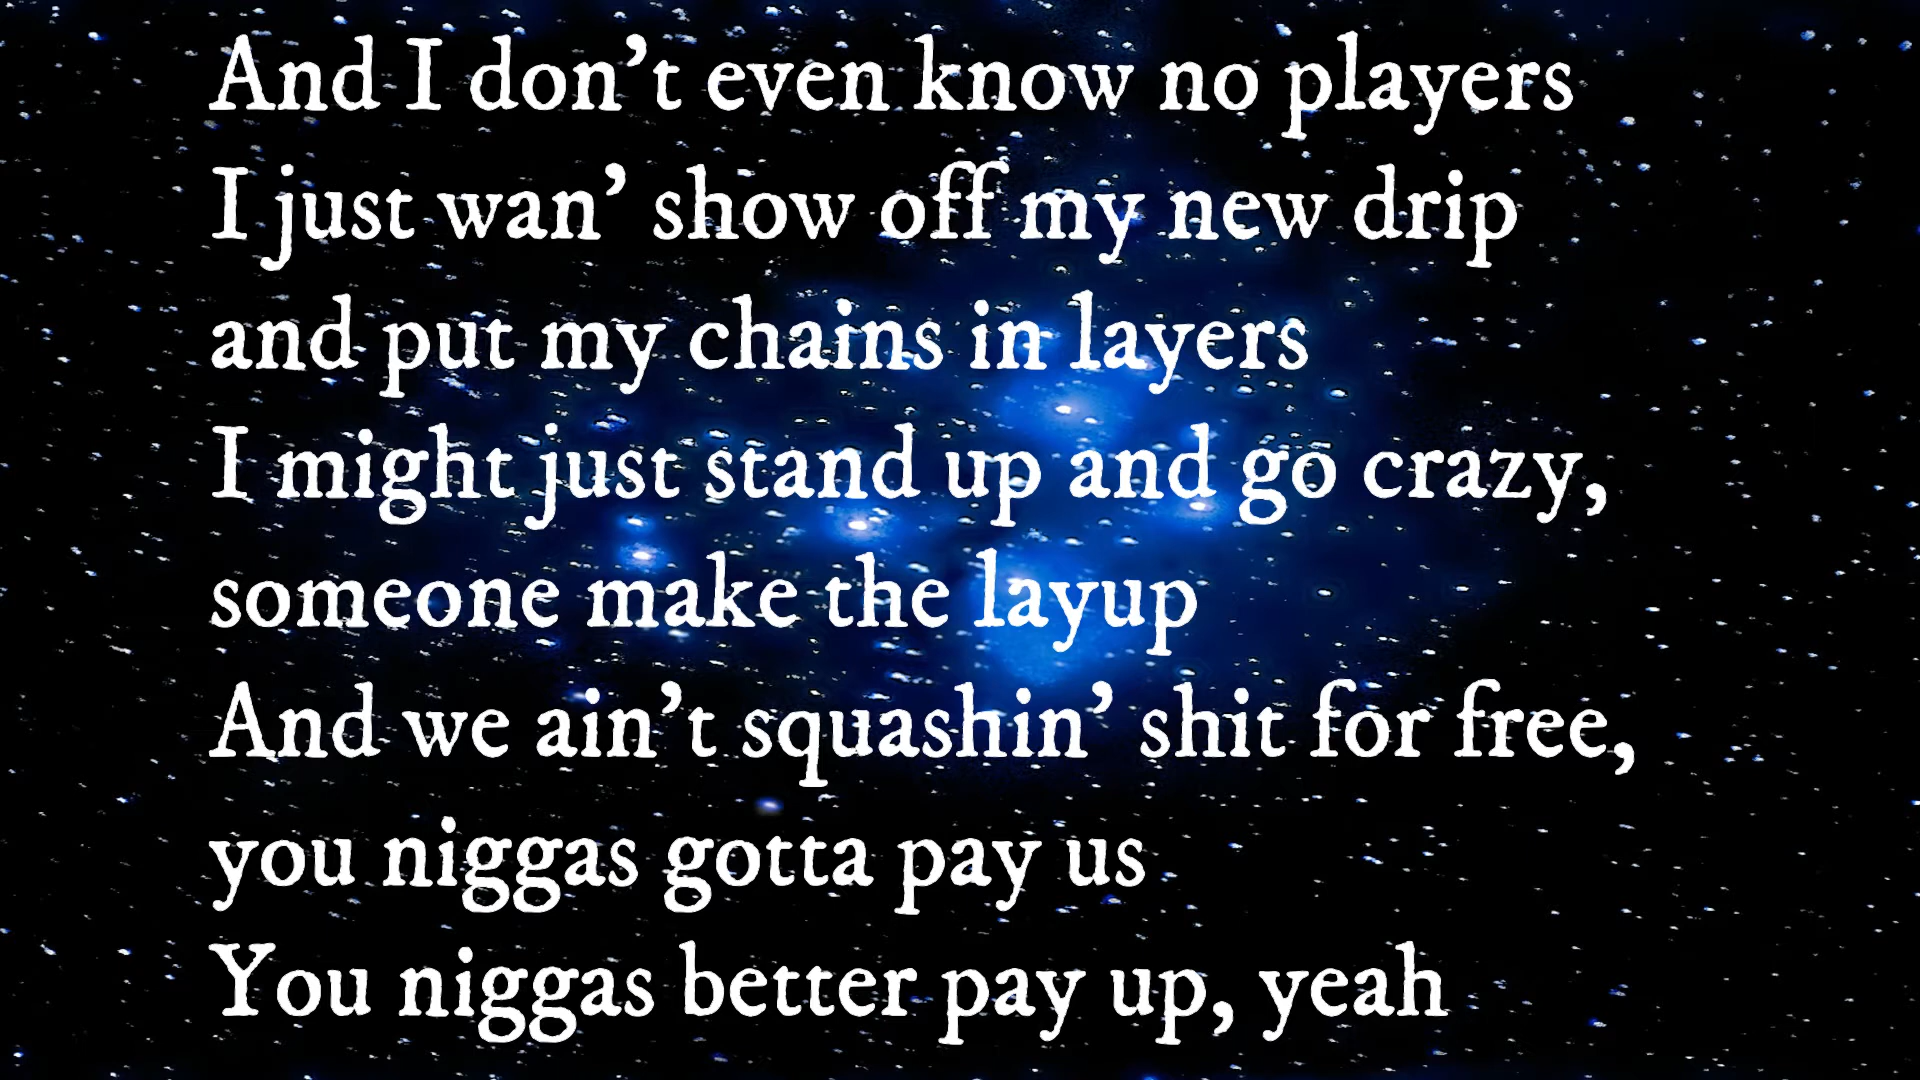 And I don't even know no players
I just wan' show off my new drip
and put my chains in layers
I might just stand up and go crazy,
someone make the layup
And we ain't squashin' shit for free,
you niggas gotta pay us
You niggas better pay up, yeah